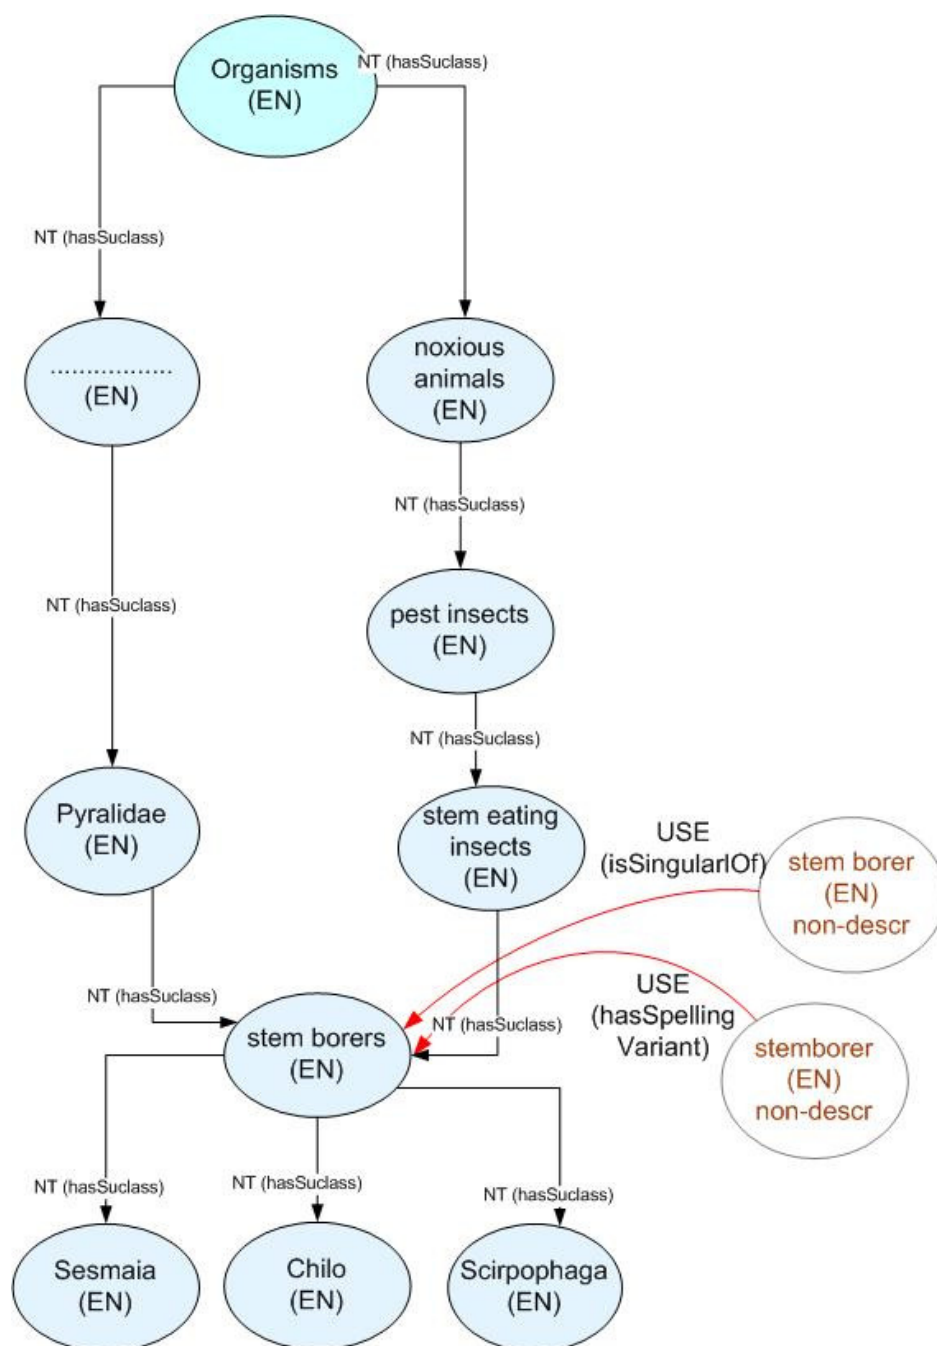 Organisms
(EN)
NT (hasSuclass)
NT (hasSuclass)
.................
(EN)
noxious
animals
(EN)
NT (hasSuclass)
NT (hasSuclass)
pest insects
(EN)
NT (hasSuclass)
Pyralidae
(EN)
stem eating
insects
(EN)
USE
(isSingularlOf)
stem borer
(EN)
non-descr
NT (hasSuclass)
NT (hasSuclass)
USE
(hasSpelling
Variant)
stem borers
(EN)
stemborer
(EN)
non-descr
NT (hasSuclass)
NT (hasSuclass)
NT (hasSuclass)
Sesmaia
(EN)
Chilo
(EN)
Scirpophaga
(EN)